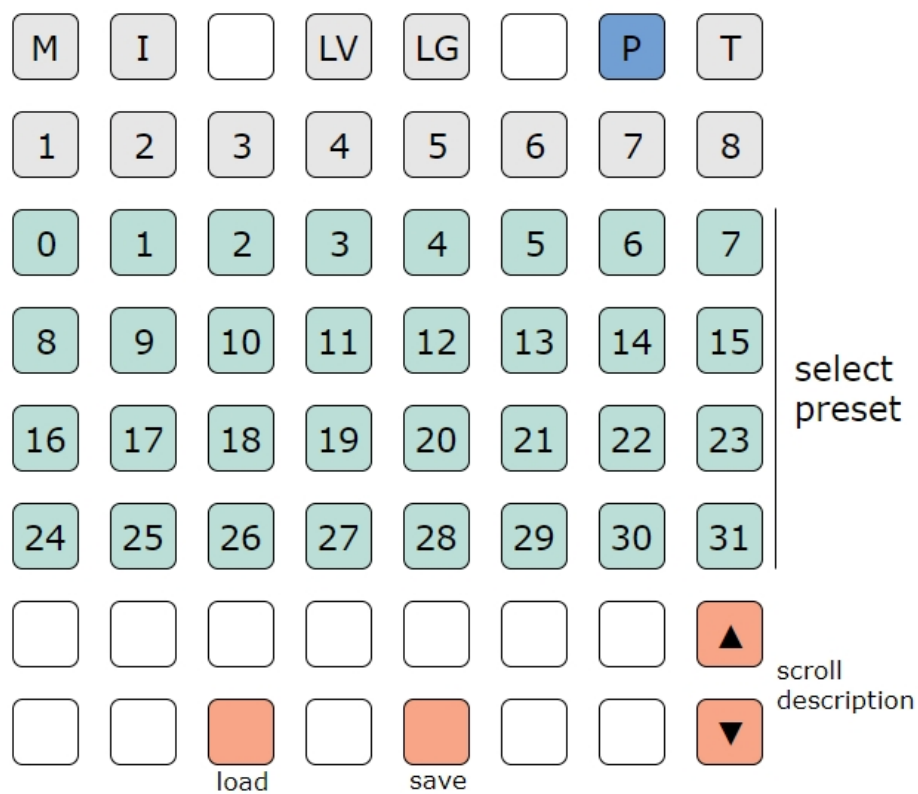 M I LV LG P T
1 2 3 4 5 6 7 8
0 1 2 3 4 5 6 7
8 9 10 11 12 13 14 15
select
preset
16 17 18 19 20 21 22 23
24 25 26 27 28 29 30 31
▲
scroll
description
▼
load save